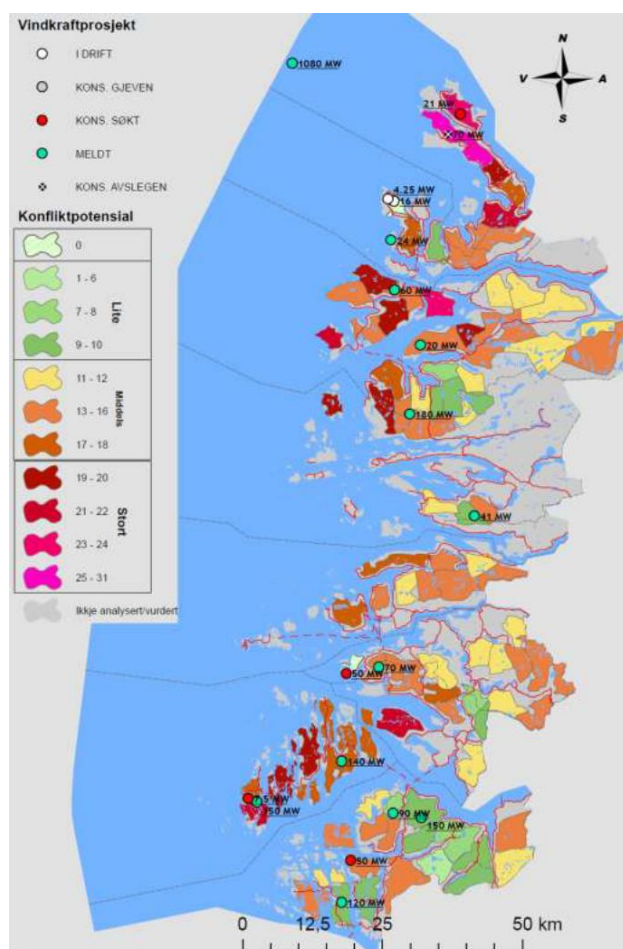 Vindkraftprosjekt
I DRIFT
KONS. GJEVEN
KONS. SØKT
MELDT
KONS. AVSLEGEN
Konfliktpotensial
0
1 - 6
7 - 8
9 - 10
Lite
11 - 12
13 - 16
17 - 18
Middels
19 - 20
21 - 22
23 - 24
25 - 31
Stort
Ikkje analysert/vurdert
N
V
A
S
1080 MW
21 MW
70 MW
4.25 MW
16 MW
24 MW
60 MW
20 MW
180 MW
41 MW
70 MW
50 MW
140 MW
7.5 MW
90 MW
150 MW
50 MW
120 MW
0
12,5
25
50 km